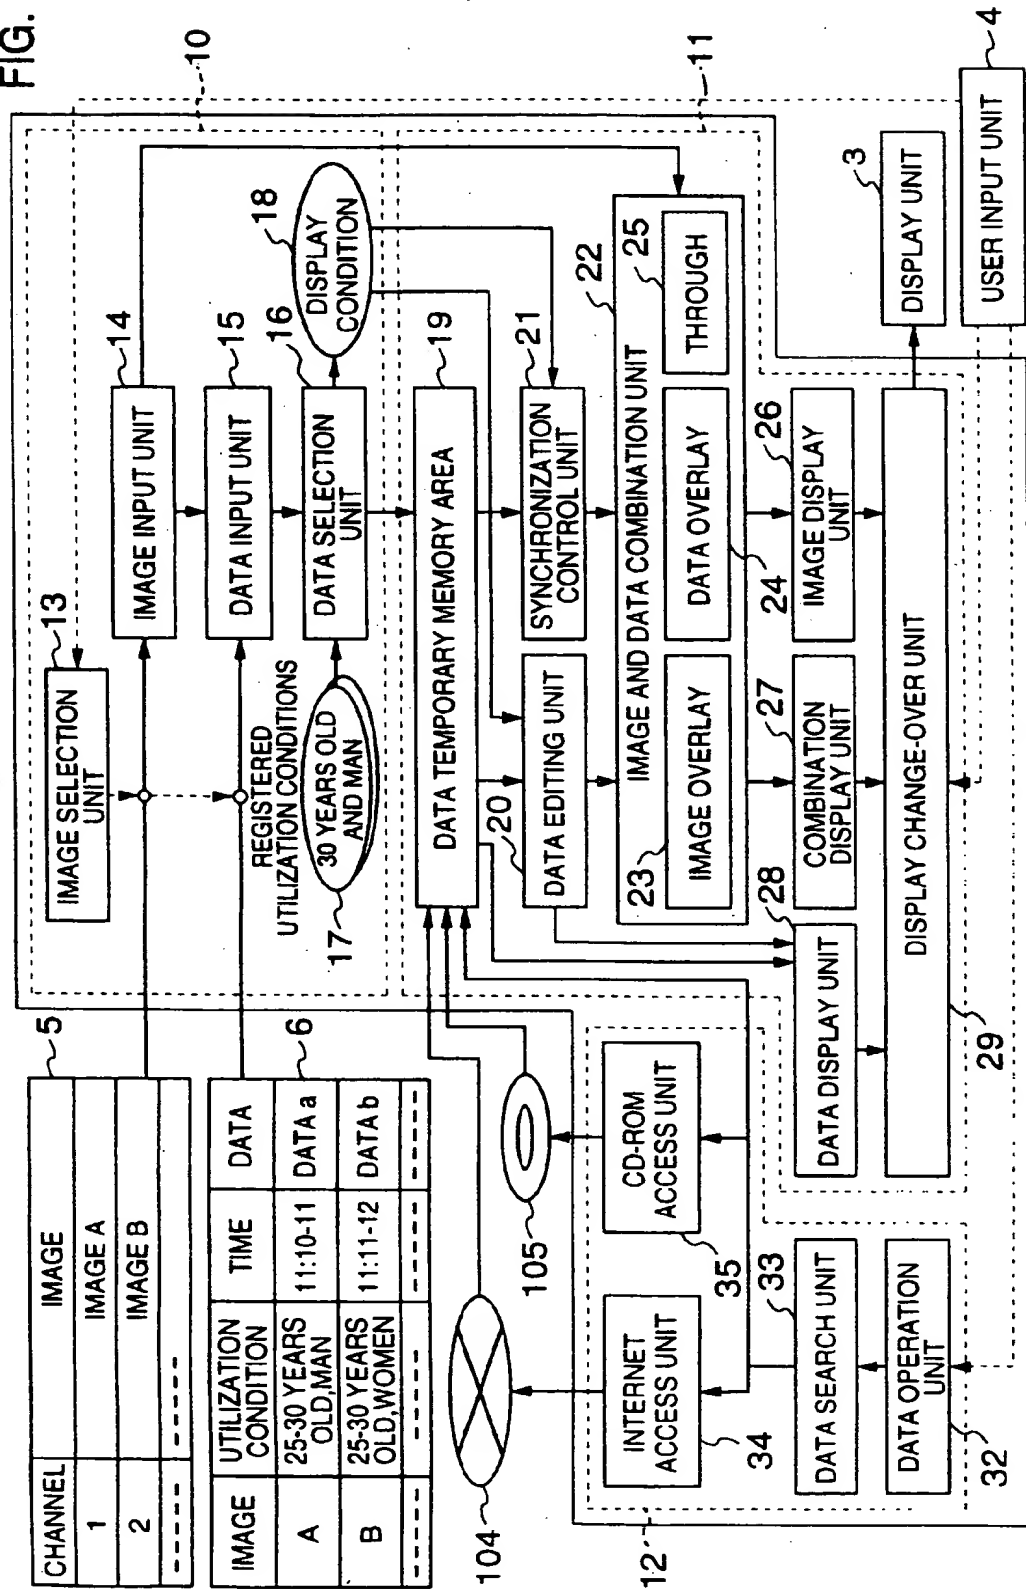 FIG.
CHANNEL IMAGE
1 IMAGE A
2 IMAGE B
5
IMAGE UTILIZATION CONDITION TIME DATA
A 25-30 YEARS OLD,MAN 11:10-11 DATA a
B 25-30 YEARS OLD,WOMEN 11:11-12 DATA b
6
10
IMAGE SELECTION
UNIT
13
IMAGE INPUT UNIT
14
DATA INPUT UNIT
15
REGISTERED
UTILIZATION CONDITIONS
30 YEARS OLD
AND MAN
17
DATA SELECTION
UNIT
16
DISPLAY
CONDITION
18
104
105
11
DATA TEMPORARY MEMORY AREA
19
20
DATA EDITING UNIT
SYNCHRONIZATION
CONTROL UNIT
21
IMAGE AND DATA COMBINATION UNIT
22
23
IMAGE OVERLAY
DATA OVERLAY
24
THROUGH
25
DATA DISPLAY UNIT
28
COMBINATION
DISPLAY UNIT
27
IMAGE DISPLAY
UNIT
26
DISPLAY CHANGE-OVER UNIT
29
DISPLAY UNIT
3
USER INPUT UNIT
4
12
INTERNET
ACCESS UNIT
34
CD-ROM
ACCESS UNIT
35
DATA SEARCH UNIT
33
DATA OPERATION
UNIT
32